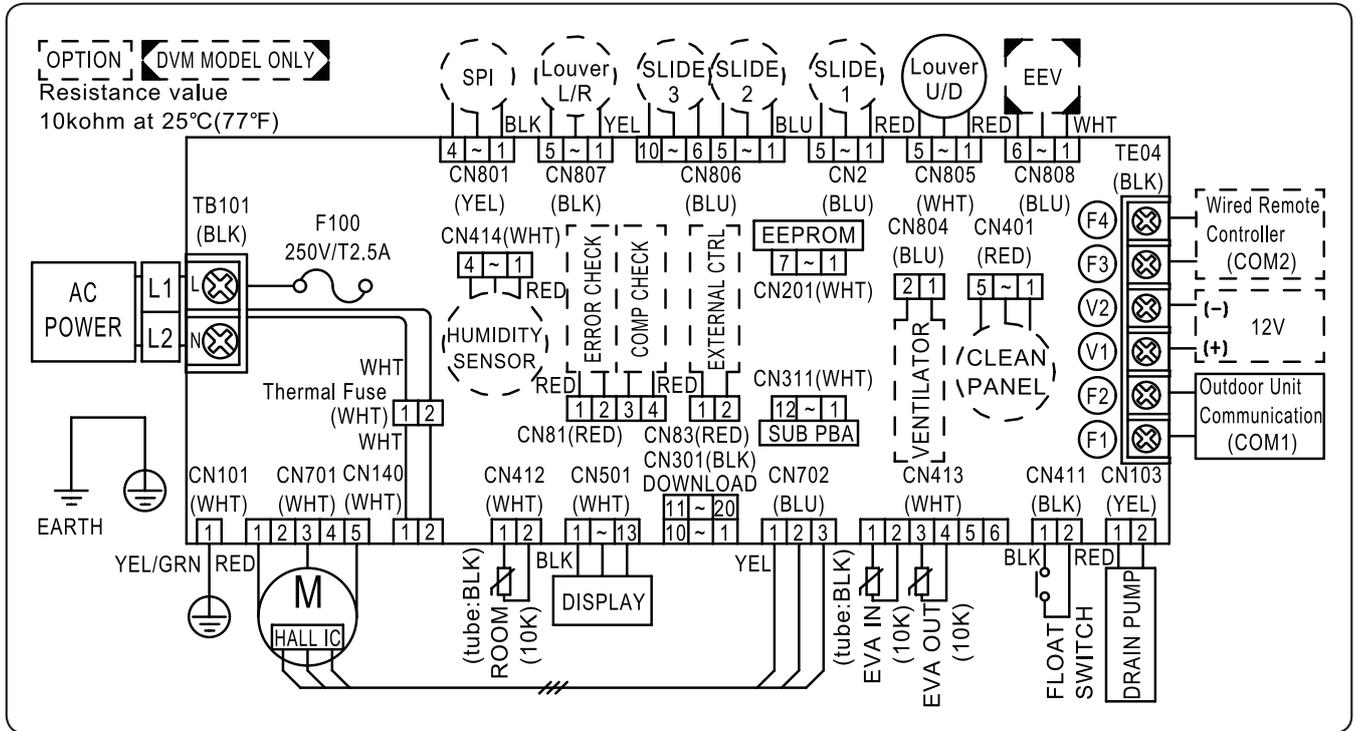 OPTION DVM MODEL ONLY
Resistance value
10kohm at 25℃(77℉)
SPI
Louver
L/R
SLIDE
3
SLIDE
2
SLIDE
1
Louver
U/D
EEV
BLK YEL BLU RED RED WHT
4 ~ 1 5 ~ 1 10 ~ 6 5 ~ 1 5 ~ 1 5 ~ 1 6 ~ 1
CN801
(YEL)
CN807
(BLK)
CN806
(BLU)
CN2
(BLU)
CN805
(WHT)
CN808
(BLU)
TE04
(BLK)
TB101
(BLK)
F100
250V/T2.5A
AC
POWER
L1
L2
L
N
CN414(WHT)
4 ~ 1
RED
HUMIDITY
SENSOR
ERROR CHECK
COMP CHECK
RED
1 2 3 4
CN81(RED)
EXTERNAL CTRL
RED
1 2
CN83(RED)
EEPROM
7 ~ 1
CN201(WHT)
CN311(WHT)
12 ~ 1
SUB PBA
CN804
(BLU)
2 1
VENTILATOR
CN401
(RED)
5 ~ 1
CLEAN
PANEL
F4
F3
V2
V1
F2
F1
Wired Remote
Controller
(COM2)
(−)
12V
(+)
Outdoor Unit
Communication
(COM1)
WHT
Thermal Fuse
(WHT)
1 2
WHT
EARTH
CN101
(WHT)
1
YEL/GRN
CN701
(WHT)
1 2 3 4 5
RED
M
HALL IC
CN140
(WHT)
1 2
CN412
(WHT)
1 2
(tube:BLK)
ROOM
(10K)
CN501
(WHT)
1 ~ 13
BLK
DISPLAY
CN301(BLK)
DOWNLOAD
11 ~ 20
10 ~ 1
CN702
(BLU)
1 2 3
YEL
CN413
(WHT)
1 2 3 4 5 6
(tube:BLK)
EVA IN
(10K)
EVA OUT
(10K)
CN411
(BLK)
1 2
BLK
FLOAT
SWITCH
CN103
(YEL)
1 2
RED
DRAIN PUMP